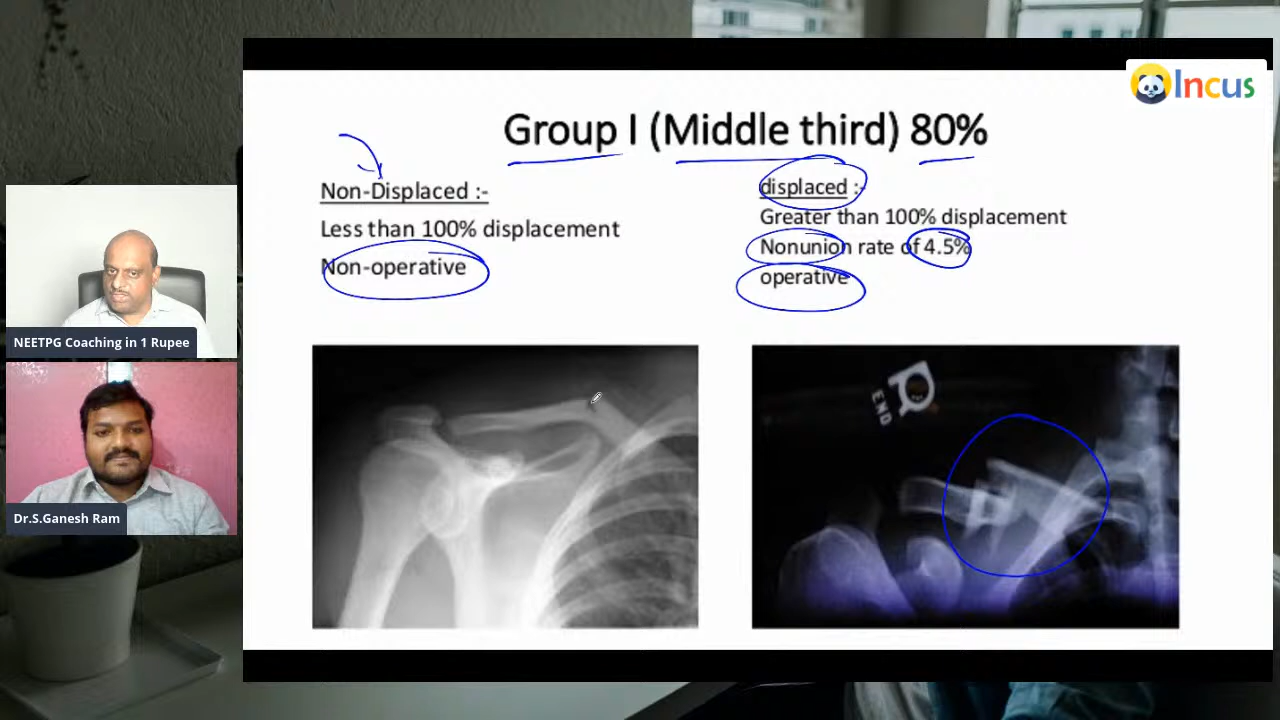 Incus
Group I (Middle third) 80%
Non-Displaced :-
Less than 100% displacement
Non-operative
displaced :-
Greater than 100% displacement
Nonunion rate of 4.5%
operative
END
NEETPG Coaching in 1 Rupee
Dr.S.Ganesh Ram